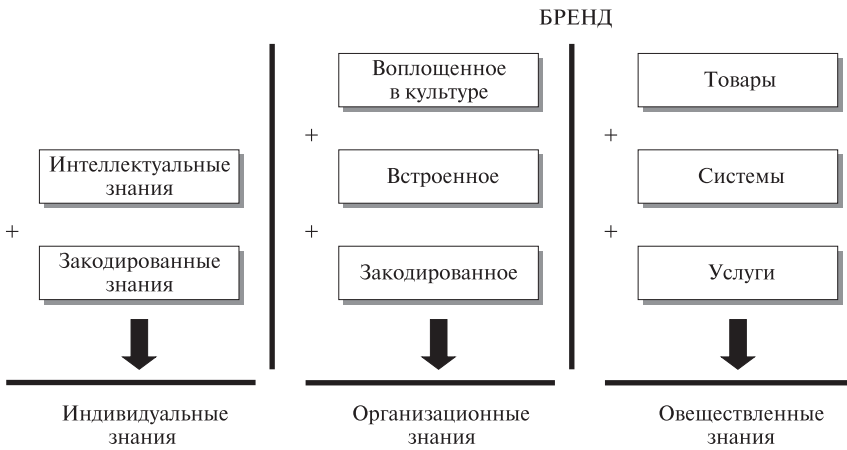 БРЕНД
Интеллектуальные
знания
+
Закодированные
знания
Индивидуальные
знания
Воплощенное
в культуре
+
Встроенное
+
Закодированное
Организационные
знания
Товары
+
Системы
+
Услуги
Овеществленные
знания